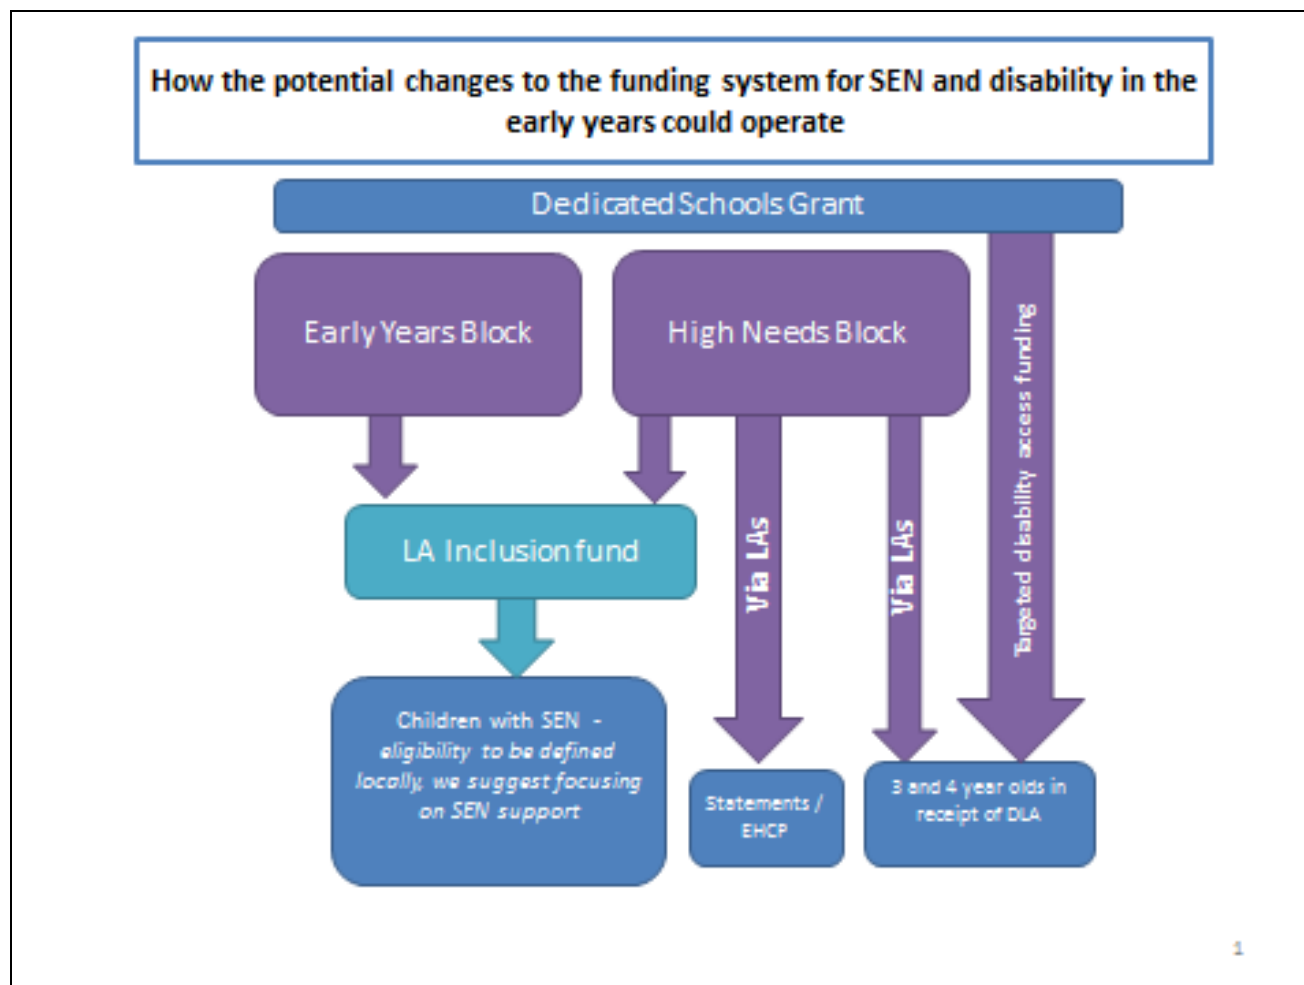 How the potential changes to the funding system for SEN and disability in the
early years could operate
Dedicated Schools Grant
Early Years Block
High Needs Block
Targeted disability access funding
LA Inclusion fund
Via LAs
Via LAs
Children with SEN -
eligibility to be defined
locally, we suggest focusing
on SEN support
Statements /
EHCP
3 and 4 year olds in
receipt of DLA
1